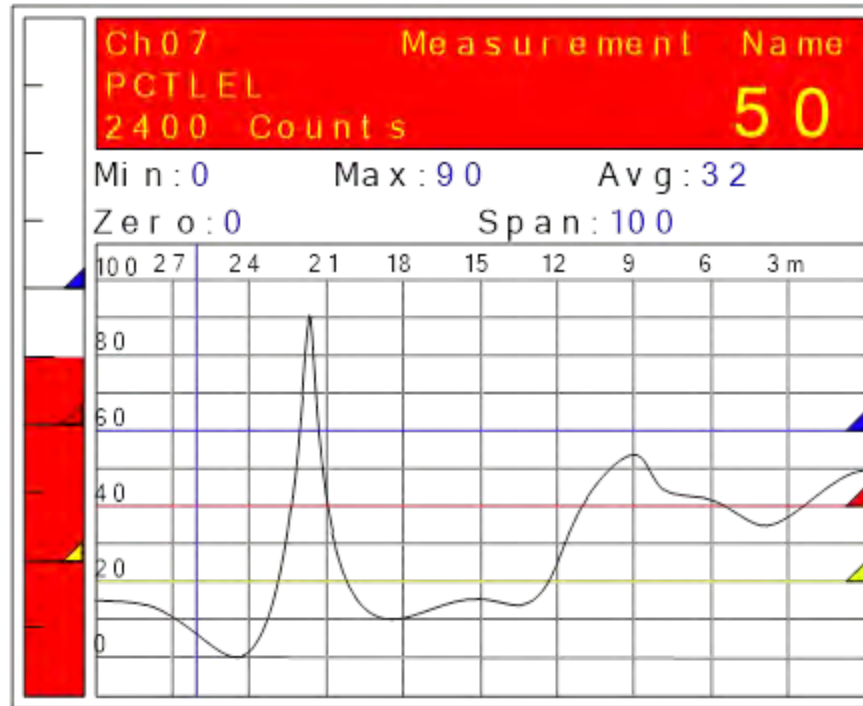 Ch07 Measurement Name
PCTLEL 50
2400 Counts
Min:0 Max:90 Avg:32
Zero:0 Span:100
100 27 24 21 18 15 12 9 6 3m
80
60
40
20
0